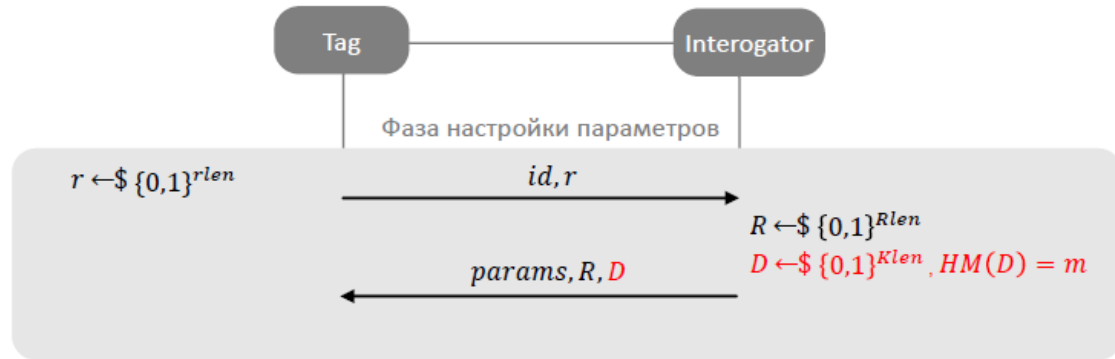 Tag
Interogator
Фаза настройки параметров
r ←$ {0,1}^{rlen}
id, r
R ←$ {0,1}^{Rlen}
D ←$ {0,1}^{Klen}, HM(D) = m
params, R, D